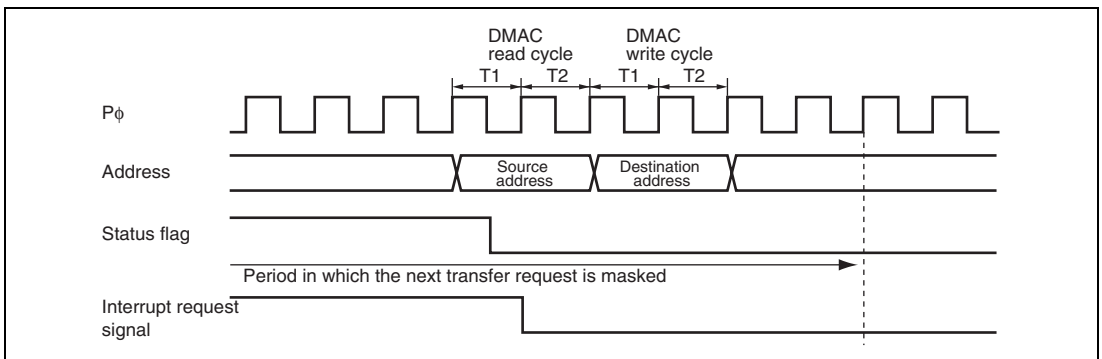 DMAC
read cycle
DMAC
write cycle
T1 T2 T1 T2
Pϕ
Address
Source
address
Destination
address
Status flag
Period in which the next transfer request is masked
Interrupt request
signal